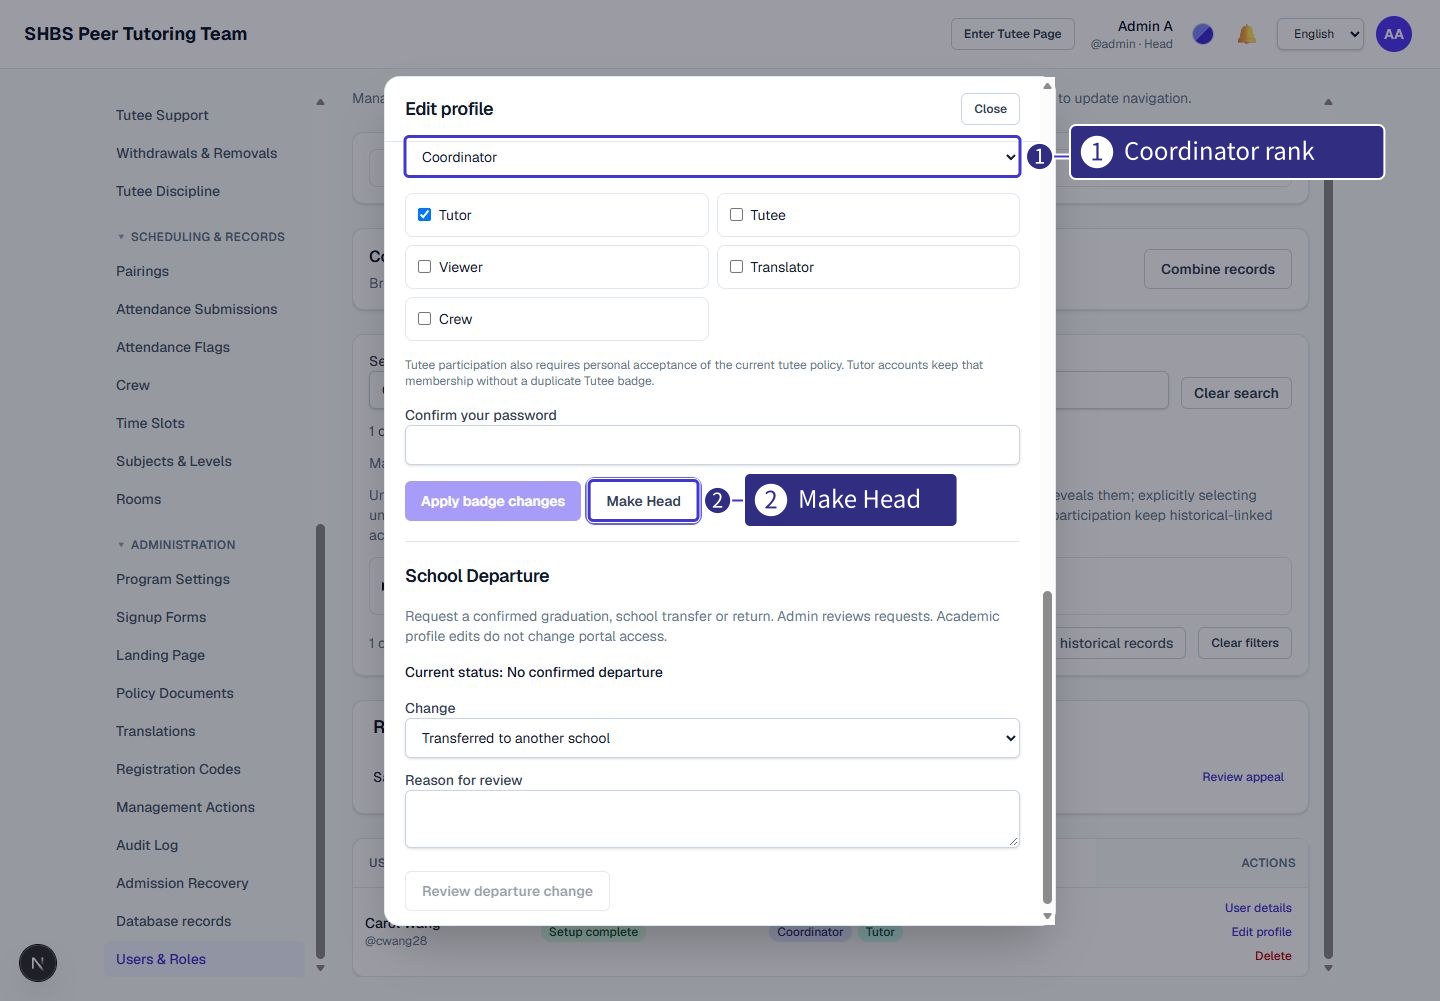 SHBS Peer Tutoring Team
Enter Tutee Page
Admin A
@admin · Head
English
AA
Tutee Support
Withdrawals & Removals
Tutee Discipline
SCHEDULING & RECORDS
Pairings
Attendance Submissions
Attendance Flags
Crew
Time Slots
Subjects & Levels
Rooms
ADMINISTRATION
Program Settings
Signup Forms
Landing Page
Policy Documents
Translations
Registration Codes
Management Actions
Audit Log
Admission Recovery
Database records
Users & Roles
N
to update navigation.
Combine records
Clear search
eveals them; explicitly selecting
articipation keep historical-linked
historical records
Clear filters
Review appeal
ACTIONS
Carol Wang
@cwang28
Setup complete
Coordinator
Tutor
User details
Edit profile
Delete
Edit profile
Close
Coordinator
1
1 Coordinator rank
Tutor
Tutee
Viewer
Translator
Crew
Tutee participation also requires personal acceptance of the current tutee policy. Tutor accounts keep that
membership without a duplicate Tutee badge.
Confirm your password
Apply badge changes
Make Head
2
2 Make Head
School Departure
Request a confirmed graduation, school transfer or return. Admin reviews requests. Academic
profile edits do not change portal access.
Current status: No confirmed departure
Change
Transferred to another school
Reason for review
Review departure change